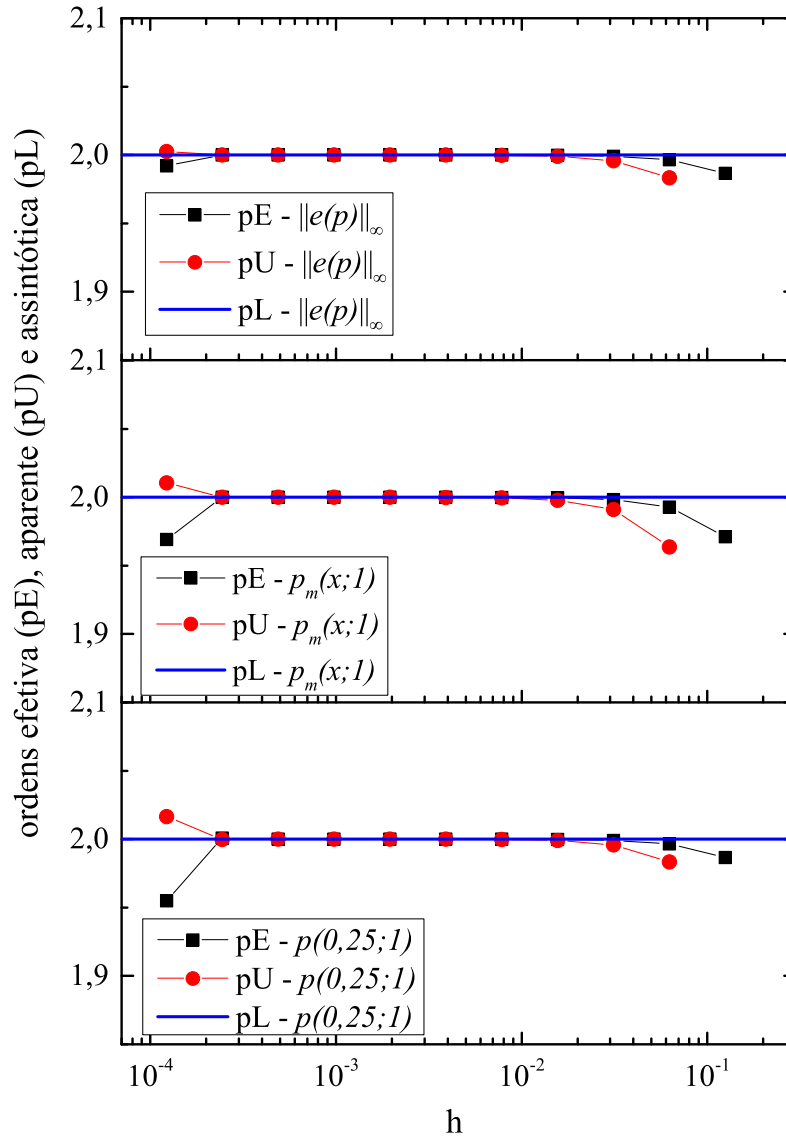 ordens efetiva (pE), aparente (pU) e assintótica (pL)
2,1
2,0
1,9
pE - ||e(p)||∞
pU - ||e(p)||∞
pL - ||e(p)||∞
2,1
2,0
1,9
pE - pₘ(x;1)
pU - pₘ(x;1)
pL - pₘ(x;1)
2,1
2,0
1,9
pE - p(0,25;1)
pU - p(0,25;1)
pL - p(0,25;1)
10⁻⁴ 10⁻³ 10⁻² 10⁻¹
h